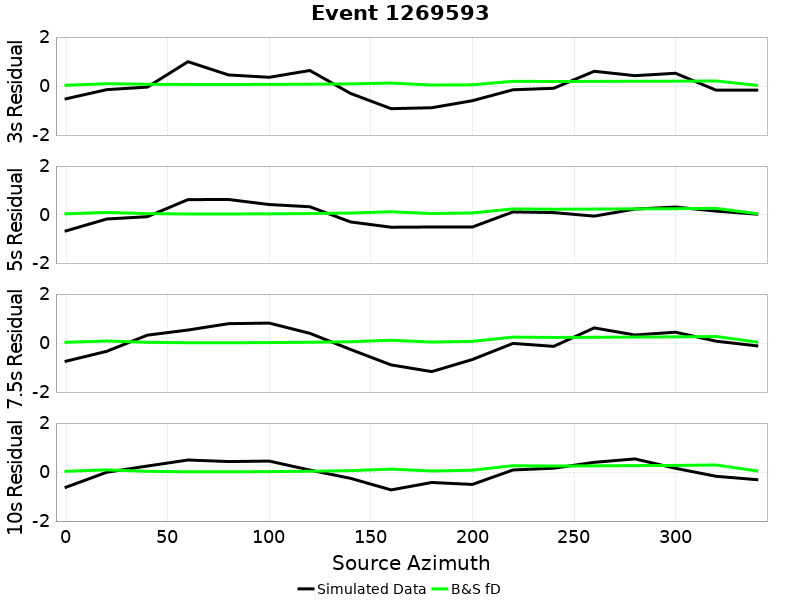 Event 1269593
3s Residual
2
0
-2
5s Residual
2
0
-2
7.5s Residual
2
0
-2
10s Residual
2
0
-2
0 50 100 150 200 250 300
Source Azimuth
Simulated Data B&S fD